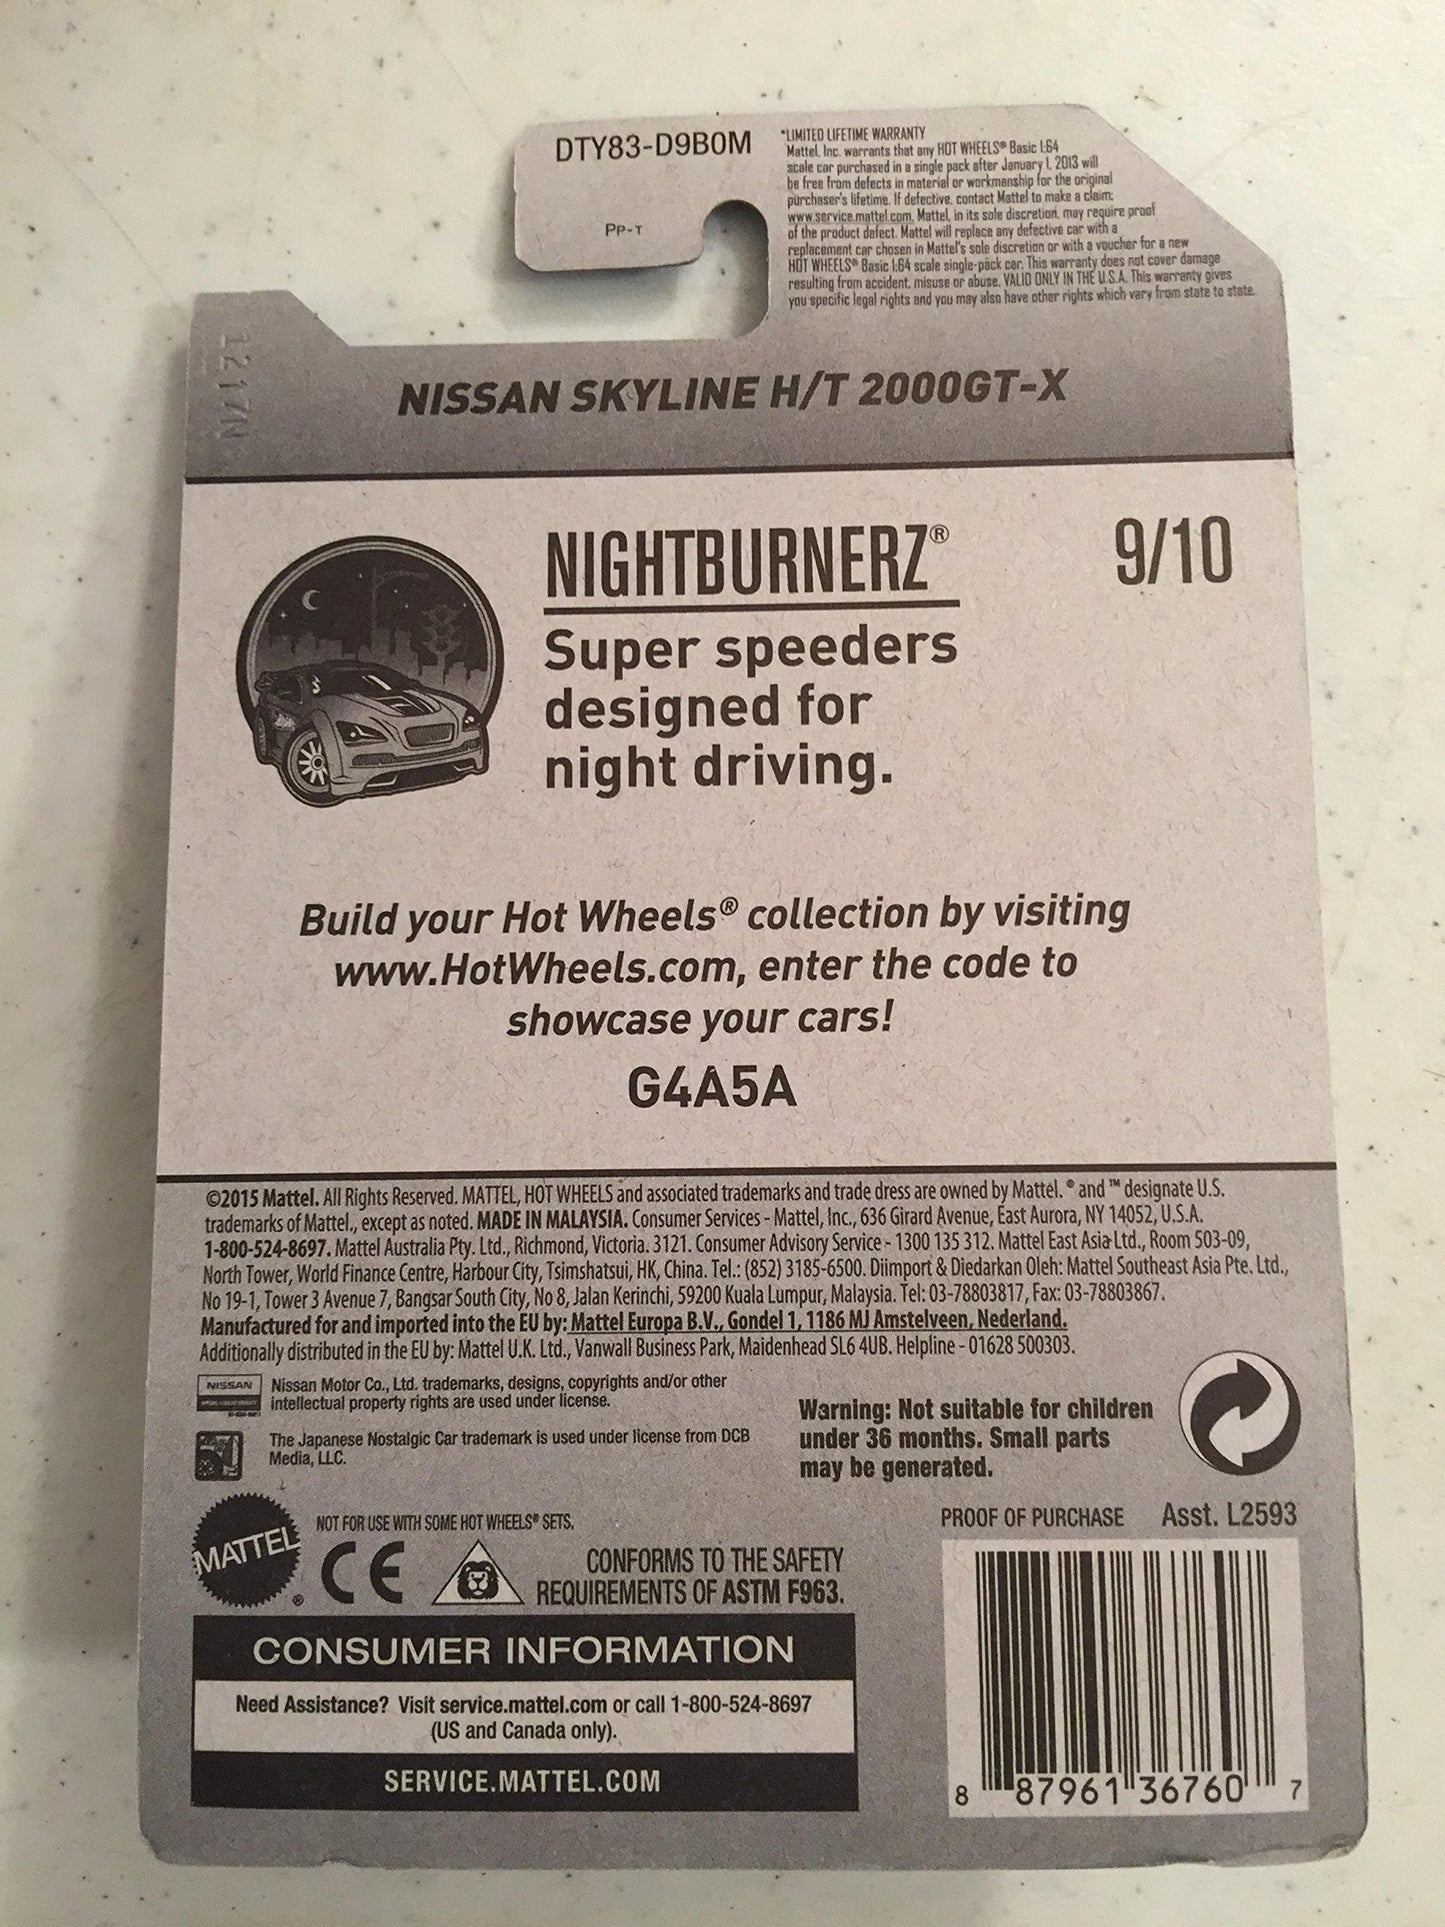 DTY83-D9B0M
Pp-T
*LIMITED LIFETIME WARRANTY
Mattel, Inc. warrants that any HOT WHEELS® Basic 1:64
scale car purchased in a single pack after January 1, 2013 will
be free from defects in material or workmanship for the original
purchaser's lifetime. If defective, contact Mattel to make a claim:
www.service.mattel.com. Mattel, in its sole discretion, may require proof
of the product defect. Mattel will replace any defective car with a
replacement car chosen in Mattel's sole discretion or with a voucher for a new
HOT WHEELS® Basic 1:64 scale single-pack car. This warranty does not cover damage
resulting from accident, misuse or abuse. VALID ONLY IN THE U.S.A. This warranty gives
you specific legal rights and you may also have other rights which vary from state to state.
1217N
NISSAN SKYLINE H/T 2000GT-X
NIGHTBURNERZ®
9/10
Super speeders
designed for
night driving.
Build your Hot Wheels® collection by visiting
www.HotWheels.com, enter the code to
showcase your cars!
G4A5A
©2015 Mattel. All Rights Reserved. MATTEL, HOT WHEELS and associated trademarks and trade dress are owned by Mattel. ® and ™ designate U.S.
trademarks of Mattel., except as noted. MADE IN MALAYSIA. Consumer Services - Mattel, Inc., 636 Girard Avenue, East Aurora, NY 14052, U.S.A.
1-800-524-8697. Mattel Australia Pty. Ltd., Richmond, Victoria. 3121. Consumer Advisory Service - 1300 135 312. Mattel East Asia Ltd., Room 503-09,
North Tower, World Finance Centre, Harbour City, Tsimshatsui, HK, China. Tel.: (852) 3185-6500. Diimport & Diedarkan Oleh: Mattel Southeast Asia Pte. Ltd.,
No 19-1, Tower 3 Avenue 7, Bangsar South City, No 8, Jalan Kerinchi, 59200 Kuala Lumpur, Malaysia. Tel: 03-78803817, Fax: 03-78803867.
Manufactured for and imported into the EU by: Mattel Europa B.V., Gondel 1, 1186 MJ Amstelveen, Nederland.
Additionally distributed in the EU by: Mattel U.K. Ltd., Vanwall Business Park, Maidenhead SL6 4UB. Helpline - 01628 500303.
NISSAN
Nissan Motor Co., Ltd. trademarks, designs, copyrights and/or other
intellectual property rights are used under license.
The Japanese Nostalgic Car trademark is used under license from DCB
Media, LLC.
Warning: Not suitable for children
under 36 months. Small parts
may be generated.
MATTEL®
NOT FOR USE WITH SOME HOT WHEELS® SETS.
CE
CONFORMS TO THE SAFETY
REQUIREMENTS OF ASTM F963.
PROOF OF PURCHASE
Asst. L2593
CONSUMER INFORMATION
Need Assistance? Visit service.mattel.com or call 1-800-524-8697
(US and Canada only).
SERVICE.MATTEL.COM
8 87961 36760 7